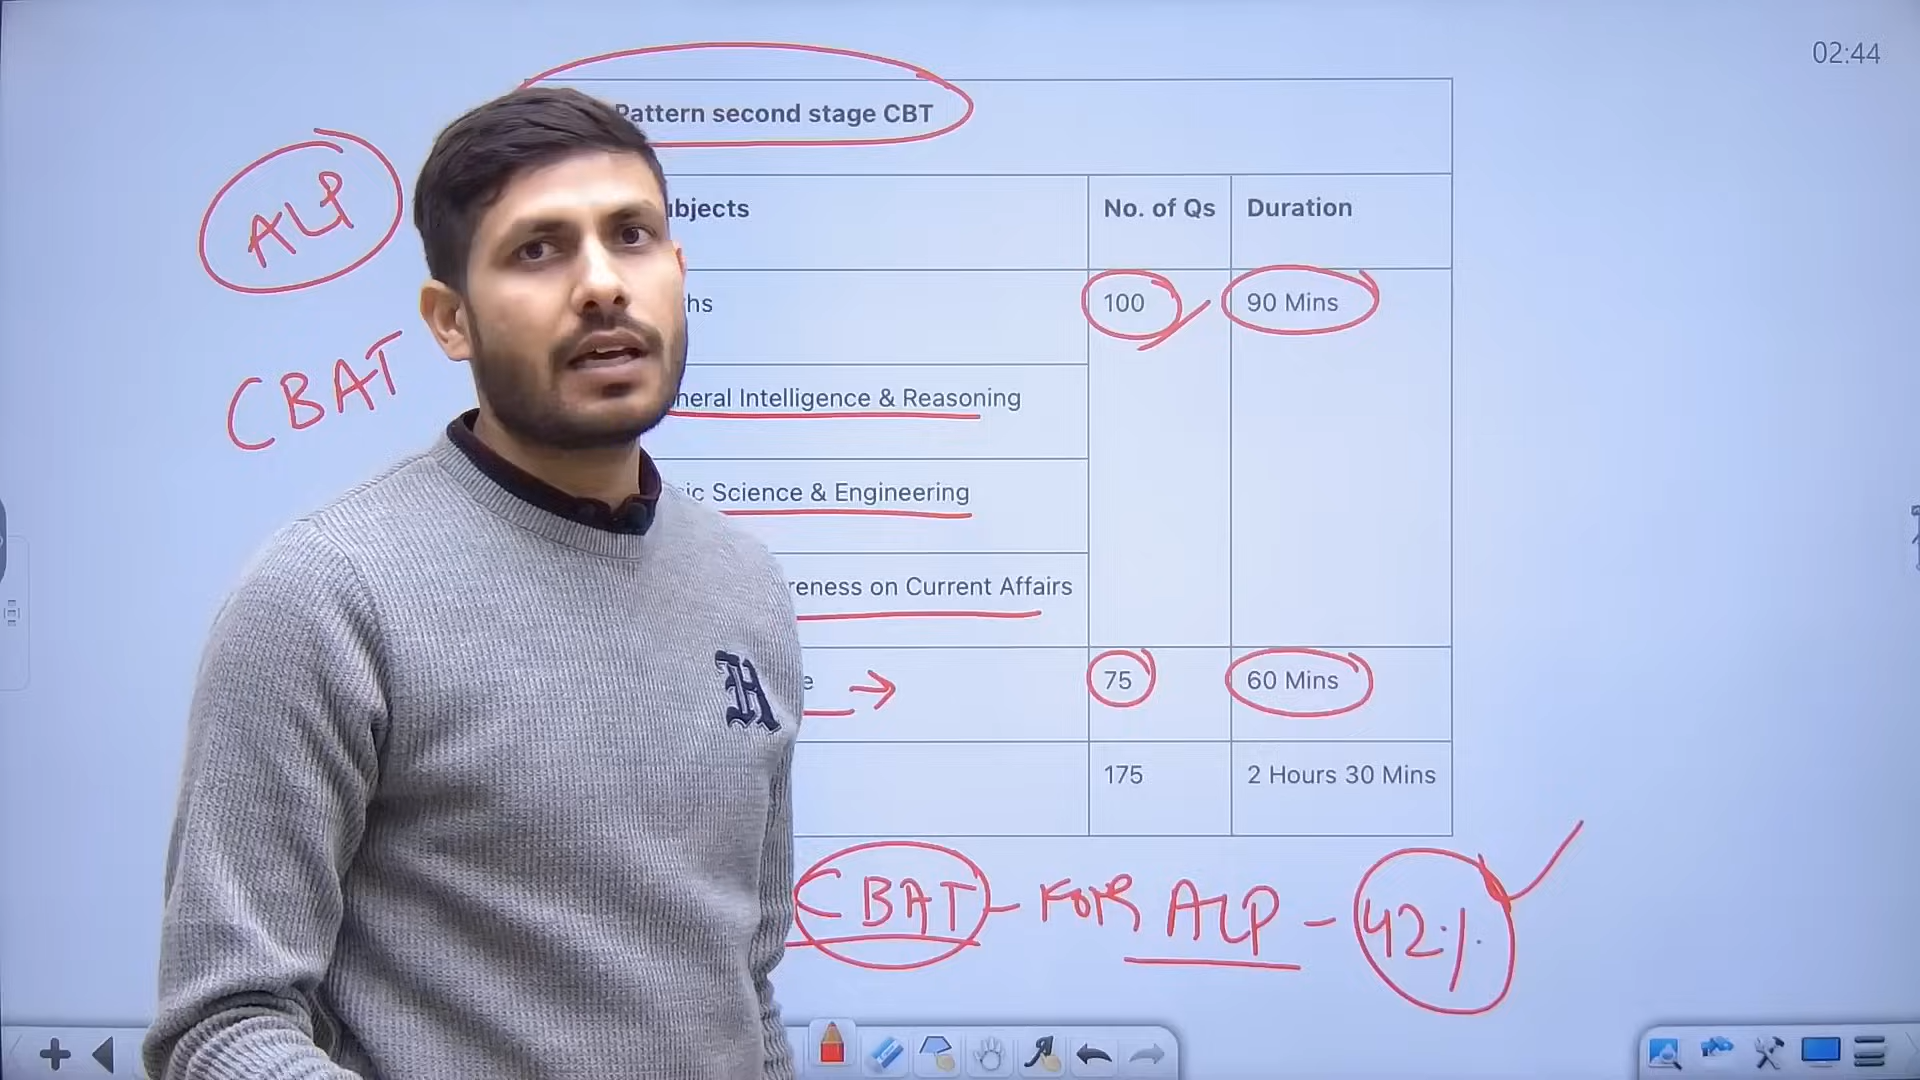 02:44
Pattern second stage CBT
ALP
ubjects No. of Qs Duration
hs 100 90 Mins
CBAT
neral Intelligence & Reasoning
ic Science & Engineering
reness on Current Affairs
e → 75 60 Mins
175 2 Hours 30 Mins
CBAT - FOR ALP - 42%
H